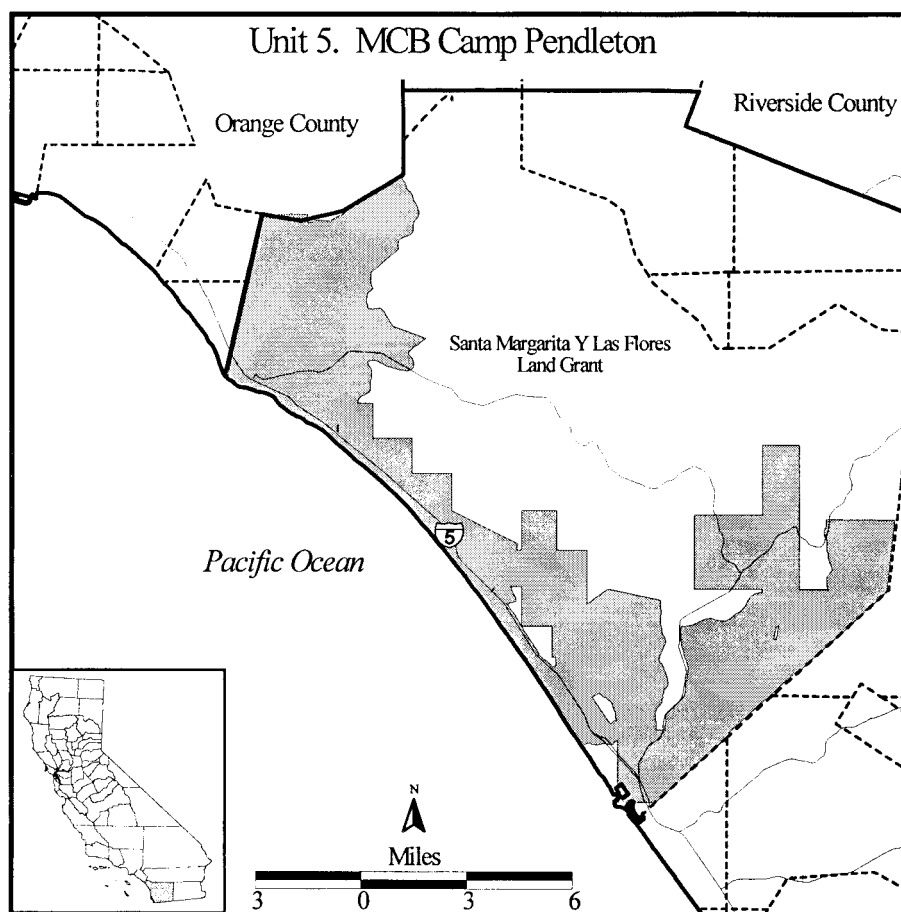 Unit 5. MCB Camp Pendleton
Orange County
Riverside County
Santa Margarita Y Las Flores
Land Grant
5
Pacific Ocean
N
Miles
3 0 3 6